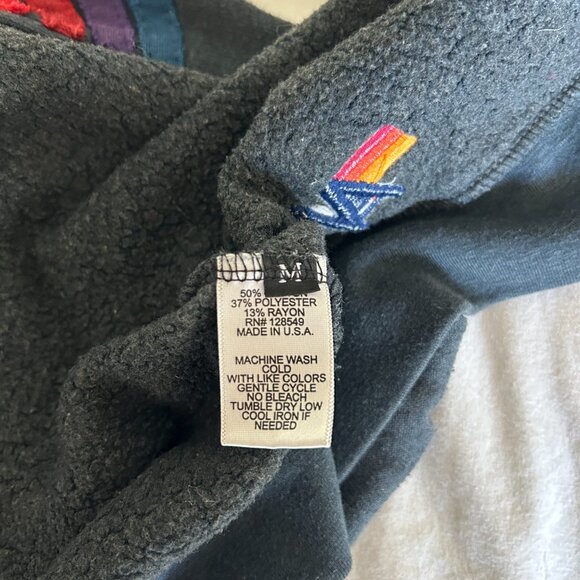 M
50%
37% POLYESTER
13% RAYON
RN# 128549
MADE IN U.S.A.
MACHINE WASH
COLD
WITH LIKE COLORS
GENTLE CYCLE
NO BLEACH
TUMBLE DRY LOW
COOL IRON IF
NEEDED